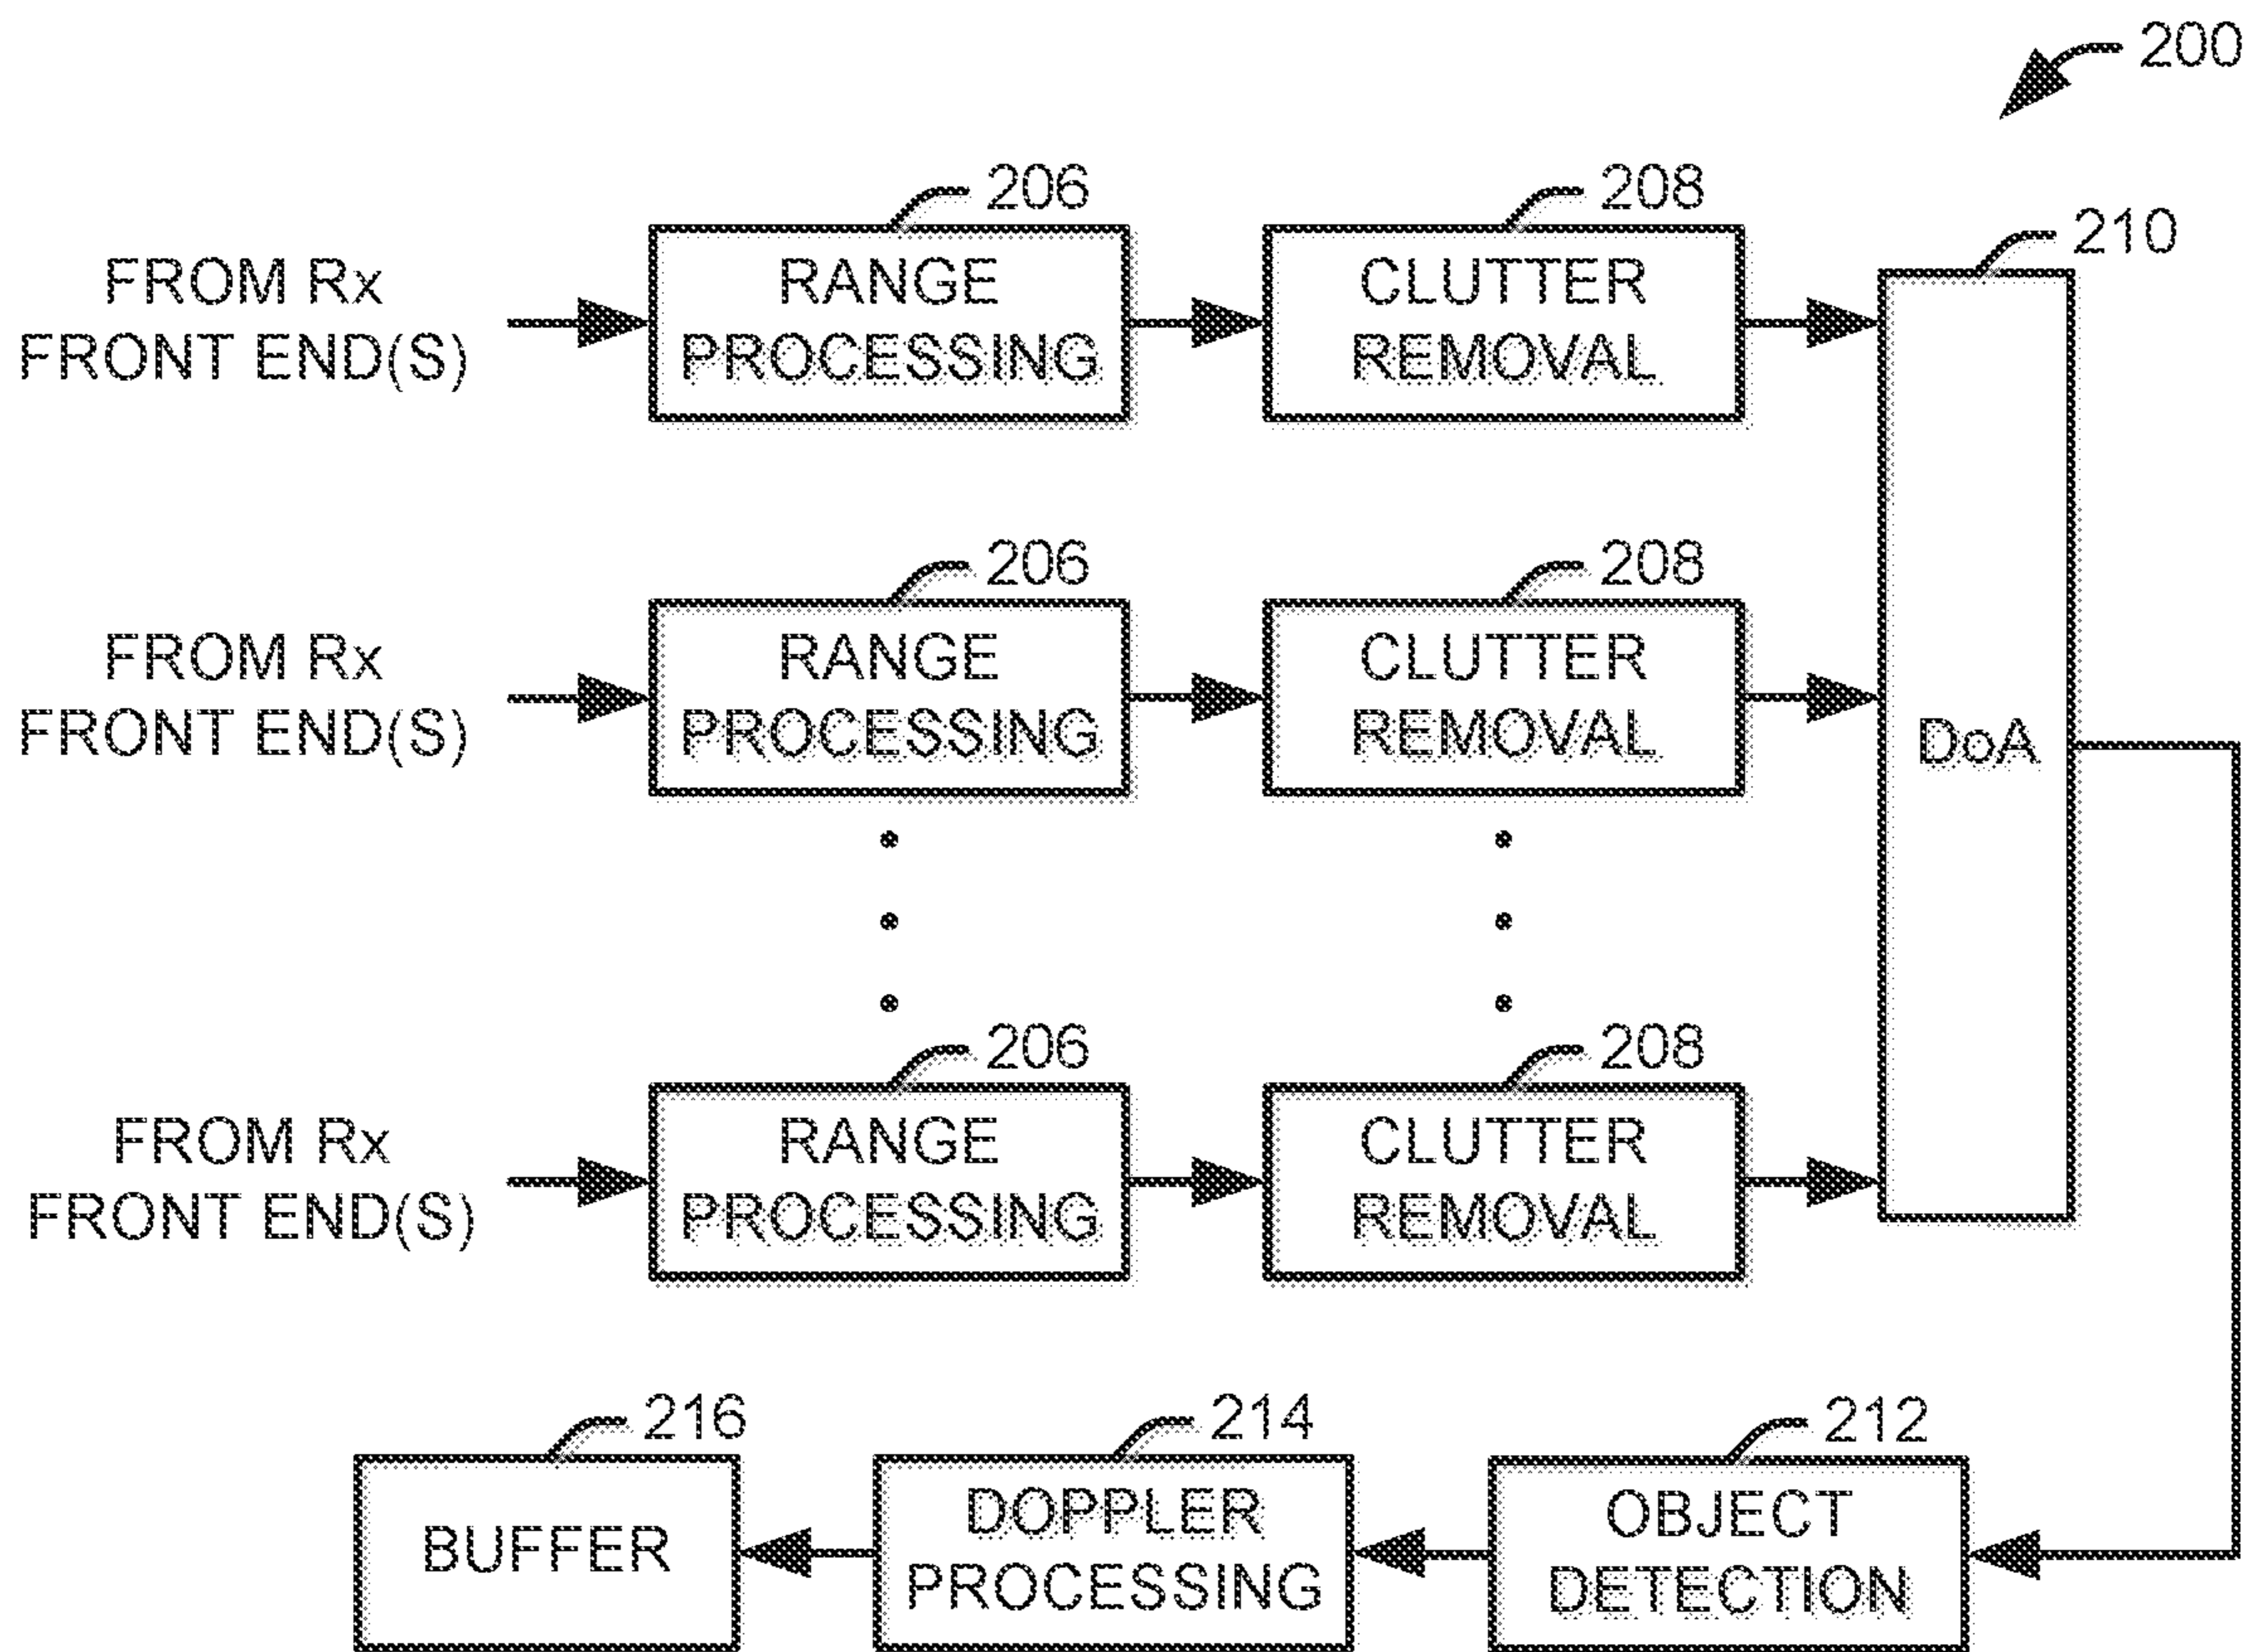 200
206
208
210
FROM Rx
FRONT END(S)
RANGE
PROCESSING
CLUTTER
REMOVAL
206
208
FROM Rx
FRONT END(S)
RANGE
PROCESSING
CLUTTER
REMOVAL
DoA
206
208
FROM Rx
FRONT END(S)
RANGE
PROCESSING
CLUTTER
REMOVAL
216
214
212
BUFFER
DOPPLER
PROCESSING
OBJECT
DETECTION